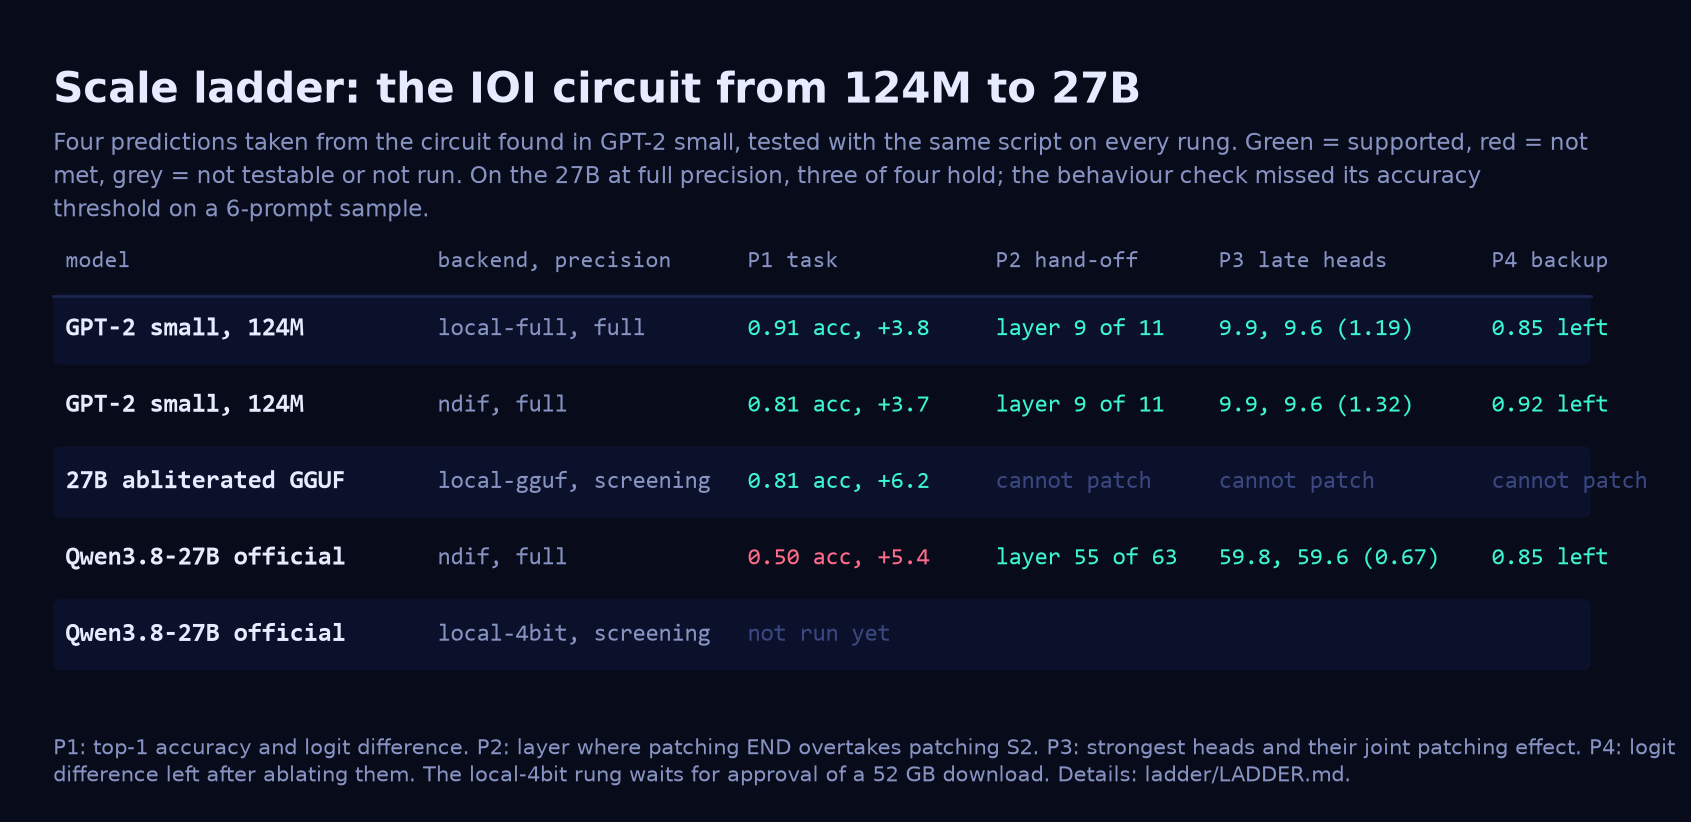 Scale ladder: the IOI circuit from 124M to 27B
Four predictions taken from the circuit found in GPT-2 small, tested with the same script on every rung. Green = supported, red = not
met, grey = not testable or not run. On the 27B at full precision, three of four hold; the behaviour check missed its accuracy
threshold on a 6-prompt sample.
model backend, precision P1 task P2 hand-off P3 late heads P4 backup
GPT-2 small, 124M local-full, full 0.91 acc, +3.8 layer 9 of 11 9.9, 9.6 (1.19) 0.85 left
GPT-2 small, 124M ndif, full 0.81 acc, +3.7 layer 9 of 11 9.9, 9.6 (1.32) 0.92 left
27B abliterated GGUF local-gguf, screening 0.81 acc, +6.2 cannot patch cannot patch cannot patch
Qwen3.8-27B official ndif, full 0.50 acc, +5.4 layer 55 of 63 59.8, 59.6 (0.67) 0.85 left
Qwen3.8-27B official local-4bit, screening not run yet
P1: top-1 accuracy and logit difference. P2: layer where patching END overtakes patching S2. P3: strongest heads and their joint patching effect. P4: logit
difference left after ablating them. The local-4bit rung waits for approval of a 52 GB download. Details: ladder/LADDER.md.